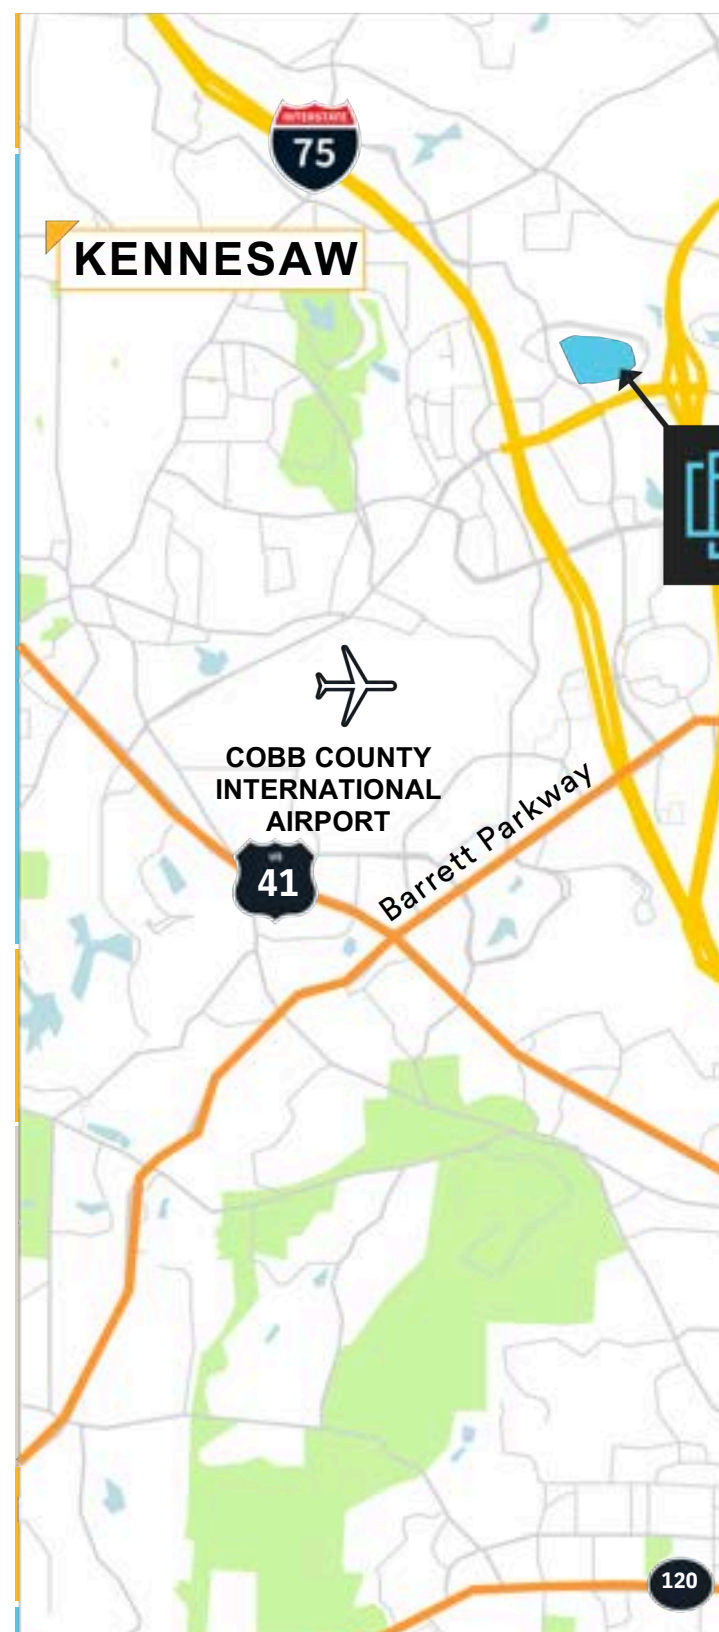 INTERSTATE
75
KENNESAW
COBB COUNTY
INTERNATIONAL
AIRPORT
Barrett Parkway
US
41
120